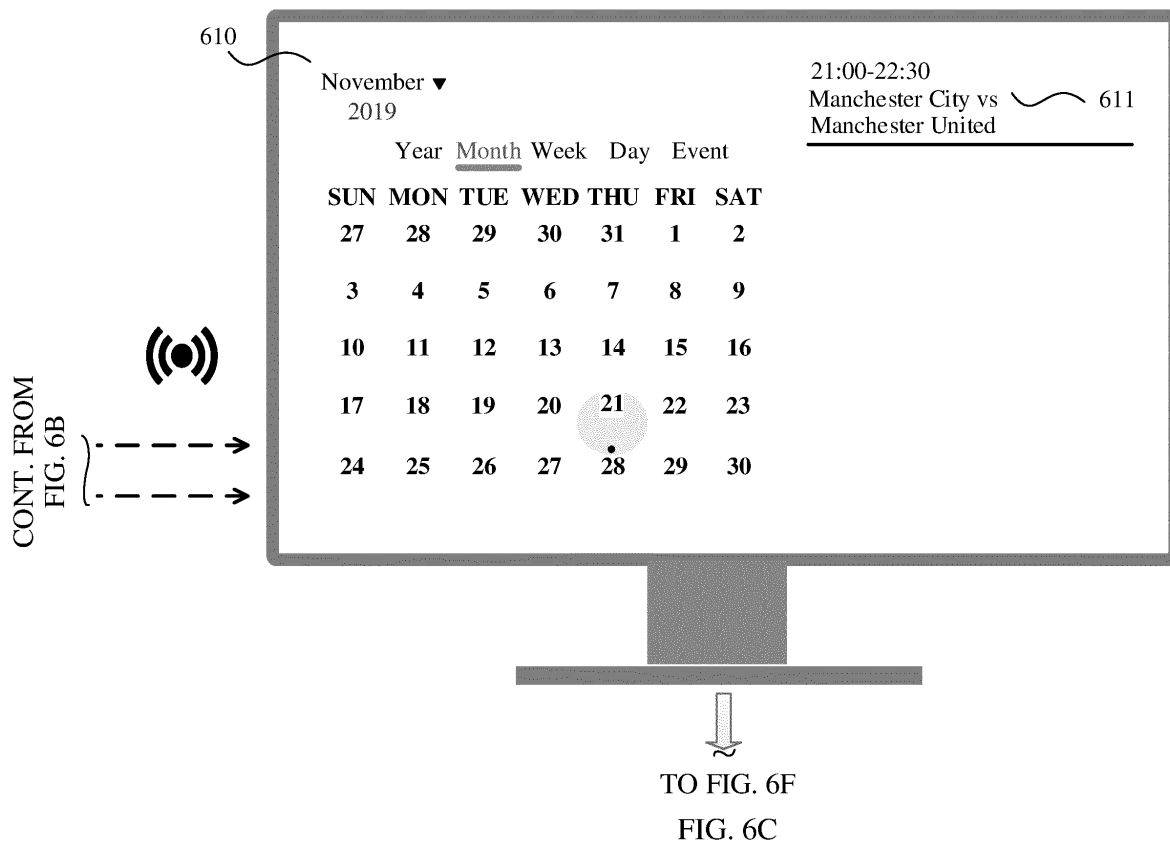 610
November ▼
2019
Year Month Week Day Event
SUN MON TUE WED THU FRI SAT
27 28 29 30 31 1 2
3 4 5 6 7 8 9
10 11 12 13 14 15 16
17 18 19 20 21 22 23
24 25 26 27 28 29 30
21:00-22:30
Manchester City vs
Manchester United
611
CONT. FROM
FIG. 6B
TO FIG. 6F
FIG. 6C